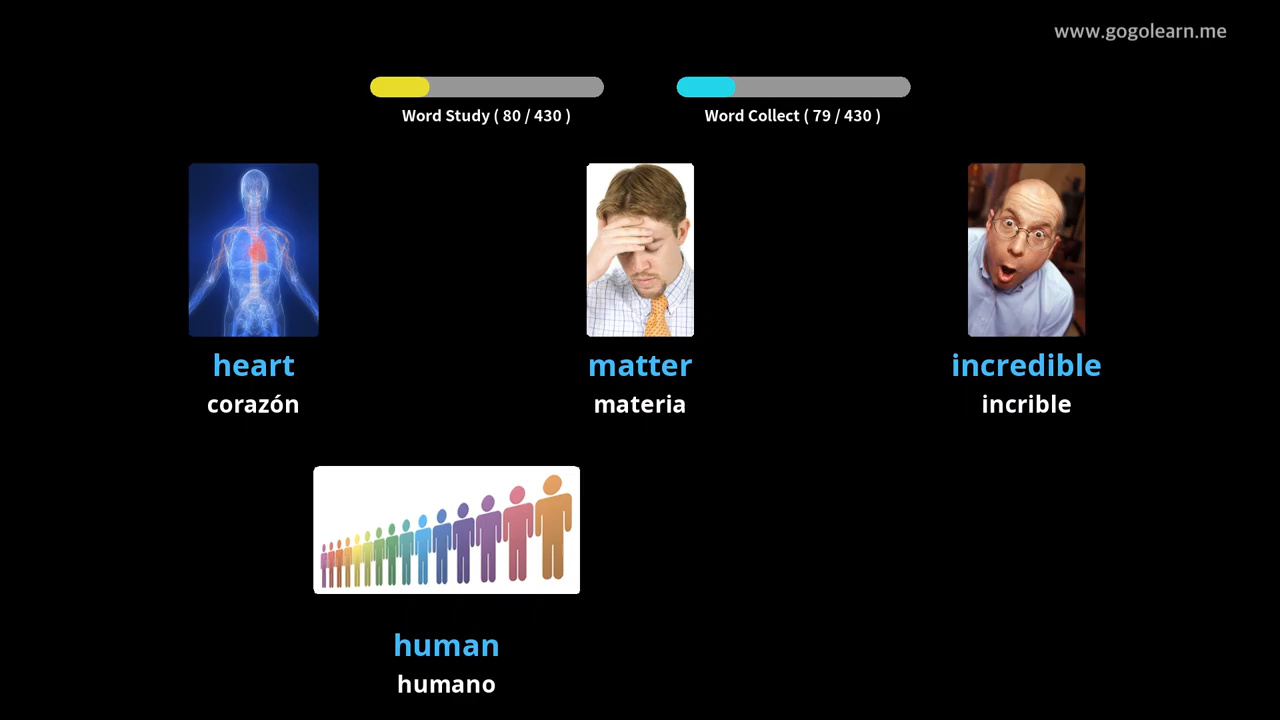 www.gogolearn.me
Word Study ( 80 / 430 )
Word Collect ( 79 / 430 )
heart
corazón
matter
materia
incredible
incrible
human
humano